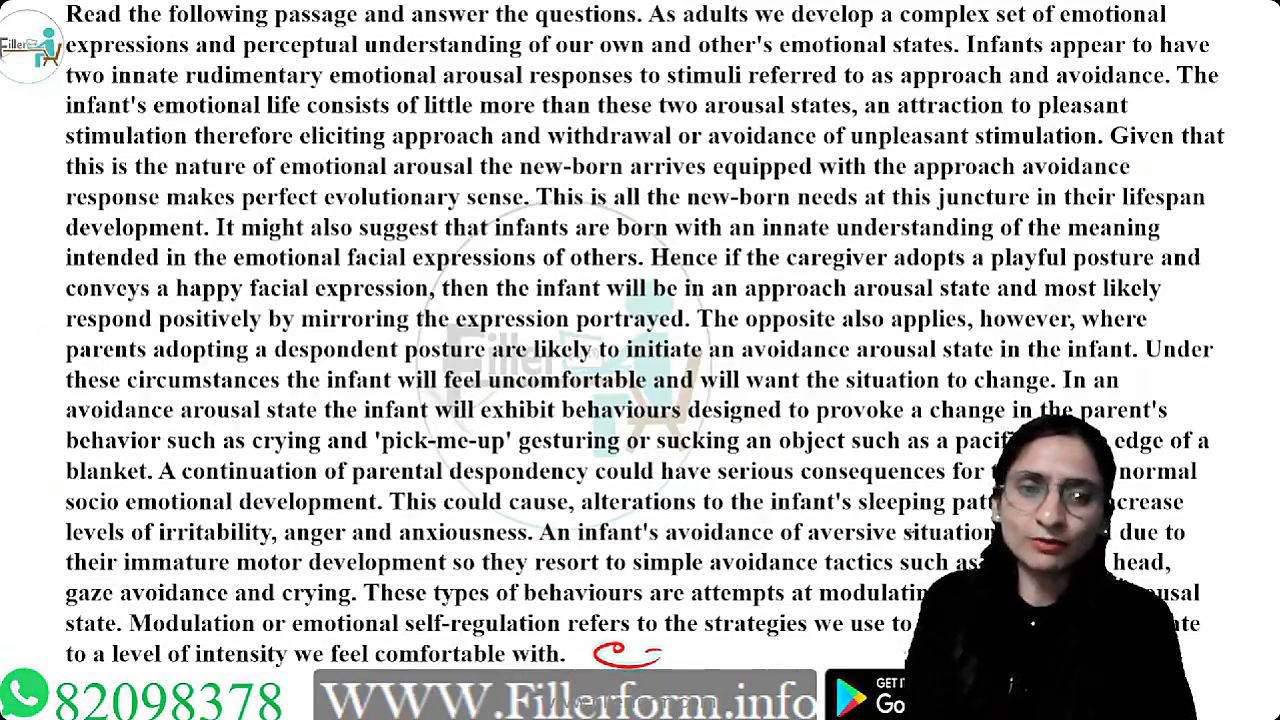 Read the following passage and answer the questions. As adults we develop a complex set of emotional
expressions and perceptual understanding of our own and other's emotional states. Infants appear to have
two innate rudimentary emotional arousal responses to stimuli referred to as approach and avoidance. The
infant's emotional life consists of little more than these two arousal states, an attraction to pleasant
stimulation therefore eliciting approach and withdrawal or avoidance of unpleasant stimulation. Given that
this is the nature of emotional arousal the new-born arrives equipped with the approach avoidance
response makes perfect evolutionary sense. This is all the new-born needs at this juncture in their lifespan
development. It might also suggest that infants are born with an innate understanding of the meaning
intended in the emotional facial expressions of others. Hence if the caregiver adopts a playful posture and
conveys a happy facial expression, then the infant will be in an approach arousal state and most likely
respond positively by mirroring the expression portrayed. The opposite also applies, however, where
parents adopting a despondent posture are likely to initiate an avoidance arousal state in the infant. Under
these circumstances the infant will feel uncomfortable and will want the situation to change. In an
avoidance arousal state the infant will exhibit behaviours designed to provoke a change in the parent's
behavior such as crying and 'pick-me-up' gesturing or sucking an object such as a edge of a
blanket. A continuation of parental despondency could have serious consequences for normal
socio emotional development. This could cause, alterations to the infant's sleeping
levels of irritability, anger and anxiousness. An infant's avoidance of aversive due to
their immature motor development so they resort to simple avoidance tactics such as head,
gaze avoidance and crying. These types of behaviours are attempts at
state. Modulation or emotional self-regulation refers to the strategies we use to
to a level of intensity we feel comfortable with.
82098378
WWW.Fillerform.info
GET
Go